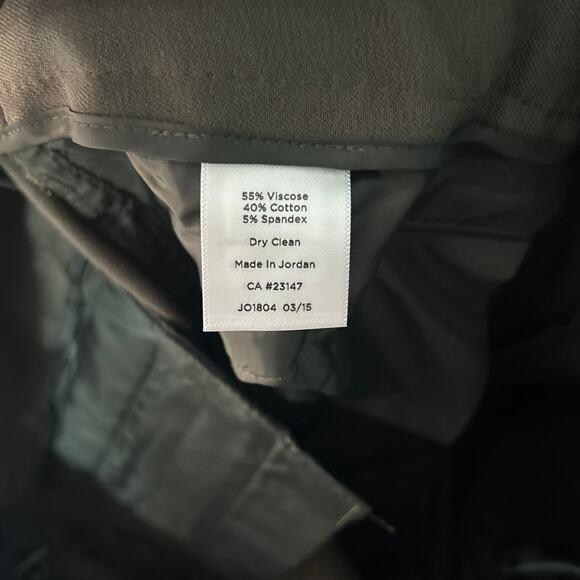 55% Viscose
40% Cotton
5% Spandex
Dry Clean
Made In Jordan
CA #23147
JO1804 03/15